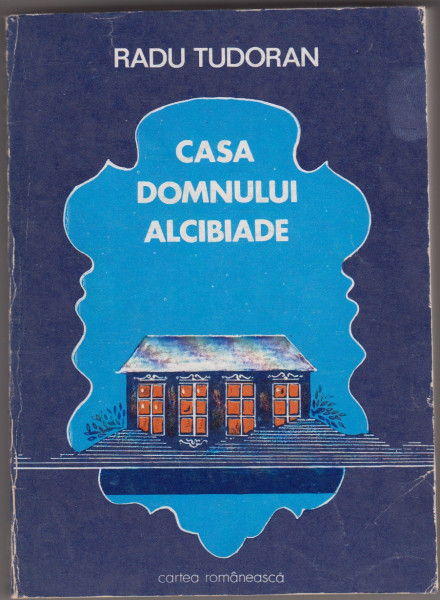 RADU TUDORAN
CASA
DOMNULUI
ALCIBIADE
cartea românească